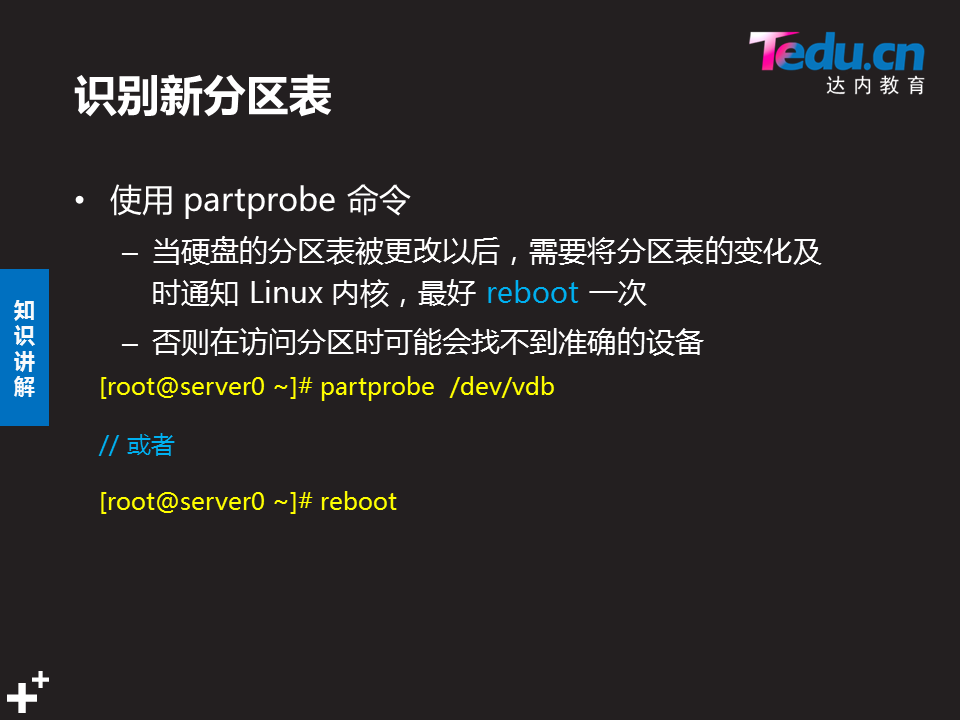 Tedu.cn
达内教育
识别新分区表
• 使用 partprobe 命令
– 当硬盘的分区表被更改以后，需要将分区表的变化及
时通知 Linux 内核，最好 reboot 一次
– 否则在访问分区时可能会找不到准确的设备
[root@server0 ~]# partprobe  /dev/vdb
// 或者
[root@server0 ~]# reboot
知
识
讲
解